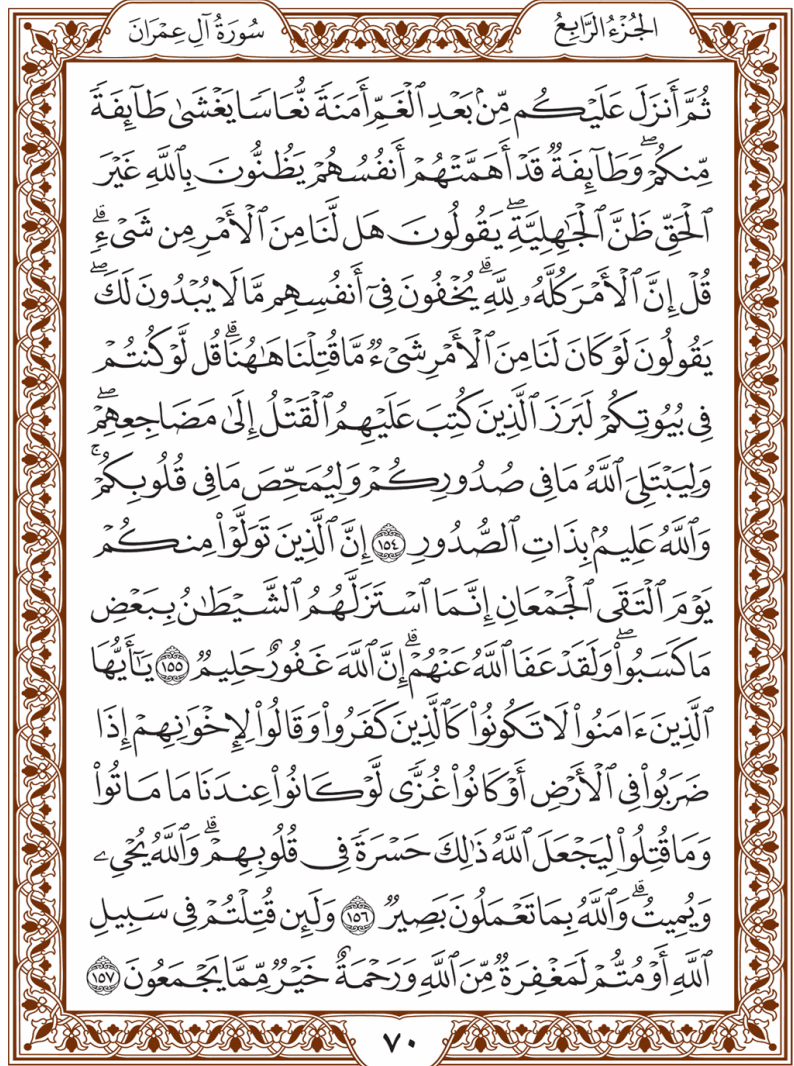 الجُزْءُ الرَّابِعُ
سُورَةُ آلِ عِمْرَانَ
ثُمَّ أَنزَلَ عَلَيْكُم مِّنۢ بَعْدِ ٱلْغَمِّ أَمَنَةً نُّعَاسًا يَغْشَىٰ طَآئِفَةً
مِّنكُمْۖ وَطَآئِفَةٌ قَدْ أَهَمَّتْهُمْ أَنفُسُهُمْ يَظُنُّونَ بِٱللَّهِ غَيْرَ
ٱلْحَقِّ ظَنَّ ٱلْجَٰهِلِيَّةِۖ يَقُولُونَ هَل لَّنَا مِنَ ٱلْأَمْرِ مِن شَىْءٍۗ
قُلْ إِنَّ ٱلْأَمْرَ كُلَّهُۥ لِلَّهِۗ يُخْفُونَ فِىٓ أَنفُسِهِم مَّا لَا يُبْدُونَ لَكَۖ
يَقُولُونَ لَوْ كَانَ لَنَا مِنَ ٱلْأَمْرِ شَىْءٌ مَّا قُتِلْنَا هَٰهُنَاۗ قُل لَّوْ كُنتُمْ
فِى بُيُوتِكُمْ لَبَرَزَ ٱلَّذِينَ كُتِبَ عَلَيْهِمُ ٱلْقَتْلُ إِلَىٰ مَضَاجِعِهِمْۖ
وَلِيَبْتَلِىَ ٱللَّهُ مَا فِى صُدُورِكُمْ وَلِيُمَحِّصَ مَا فِى قُلُوبِكُمْۚ
وَٱللَّهُ عَلِيمٌۢ بِذَاتِ ٱلصُّدُورِ ١٥٤ إِنَّ ٱلَّذِينَ تَوَلَّوْا۟ مِنكُمْ
يَوْمَ ٱلْتَقَى ٱلْجَمْعَانِ إِنَّمَا ٱسْتَزَلَّهُمُ ٱلشَّيْطَٰنُ بِبَعْضِ
مَا كَسَبُوا۟ۖ وَلَقَدْ عَفَا ٱللَّهُ عَنْهُمْۗ إِنَّ ٱللَّهَ غَفُورٌ حَلِيمٌ ١٥٥ يَٰٓأَيُّهَا
ٱلَّذِينَ ءَامَنُوا۟ لَا تَكُونُوا۟ كَٱلَّذِينَ كَفَرُوا۟ وَقَالُوا۟ لِإِخْوَٰنِهِمْ إِذَا
ضَرَبُوا۟ فِى ٱلْأَرْضِ أَوْ كَانُوا۟ غُزًّى لَّوْ كَانُوا۟ عِندَنَا مَا مَاتُوا۟
وَمَا قُتِلُوا۟ لِيَجْعَلَ ٱللَّهُ ذَٰلِكَ حَسْرَةً فِى قُلُوبِهِمْۗ وَٱللَّهُ يُحْىِۦ
وَيُمِيتُۗ وَٱللَّهُ بِمَا تَعْمَلُونَ بَصِيرٌ ١٥٦ وَلَئِن قُتِلْتُمْ فِى سَبِيلِ
ٱللَّهِ أَوْ مُتُّمْ لَمَغْفِرَةٌ مِّنَ ٱللَّهِ وَرَحْمَةٌ خَيْرٌ مِّمَّا يَجْمَعُونَ ١٥٧
٧٠